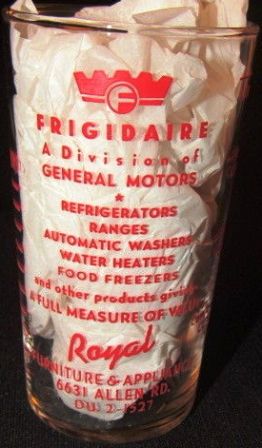 F
FRIGIDAIRE
A Division of
GENERAL MOTORS
★
REFRIGERATORS
RANGES
AUTOMATIC WASHERS
WATER HEATERS
FOOD FREEZERS
and other products giving
A FULL MEASURE OF VALUE
Royal
FURNITURE & APPLIANCE
6631 ALLEN RD.
DU. 2-1527